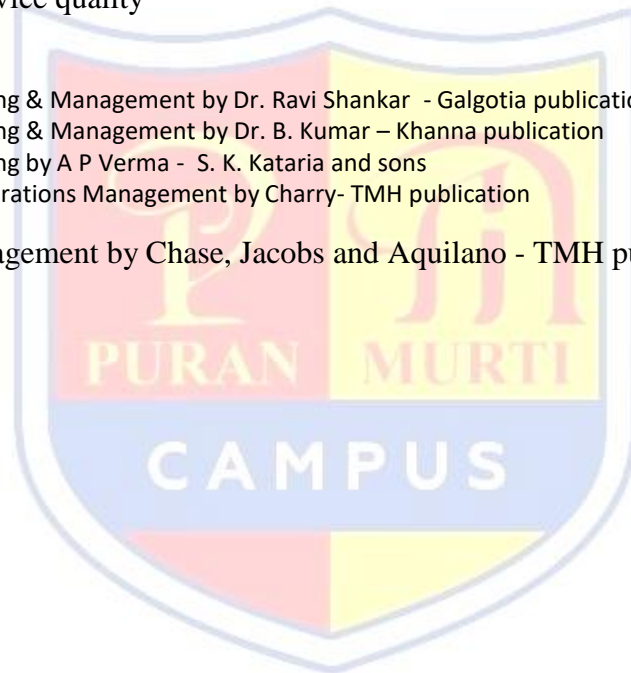 vice quality
ng & Management by Dr. Ravi Shankar - Galgotia publicatio
ng & Management by Dr. B. Kumar – Khanna publication
ng by A P Verma - S. K. Kataria and sons
rations Management by Charry- TMH publication
agement by Chase, Jacobs and Aquilano - TMH pu
PURAN MURTI
CAMPUS